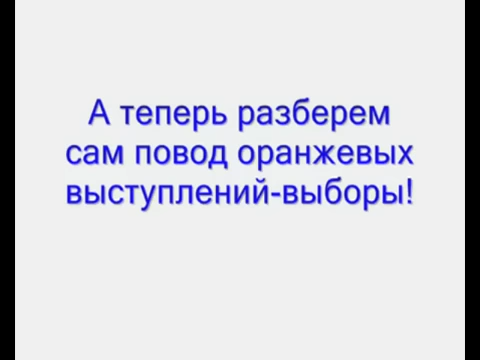 А теперь разберем
сам повод оранжевых
выступлений-выборы!